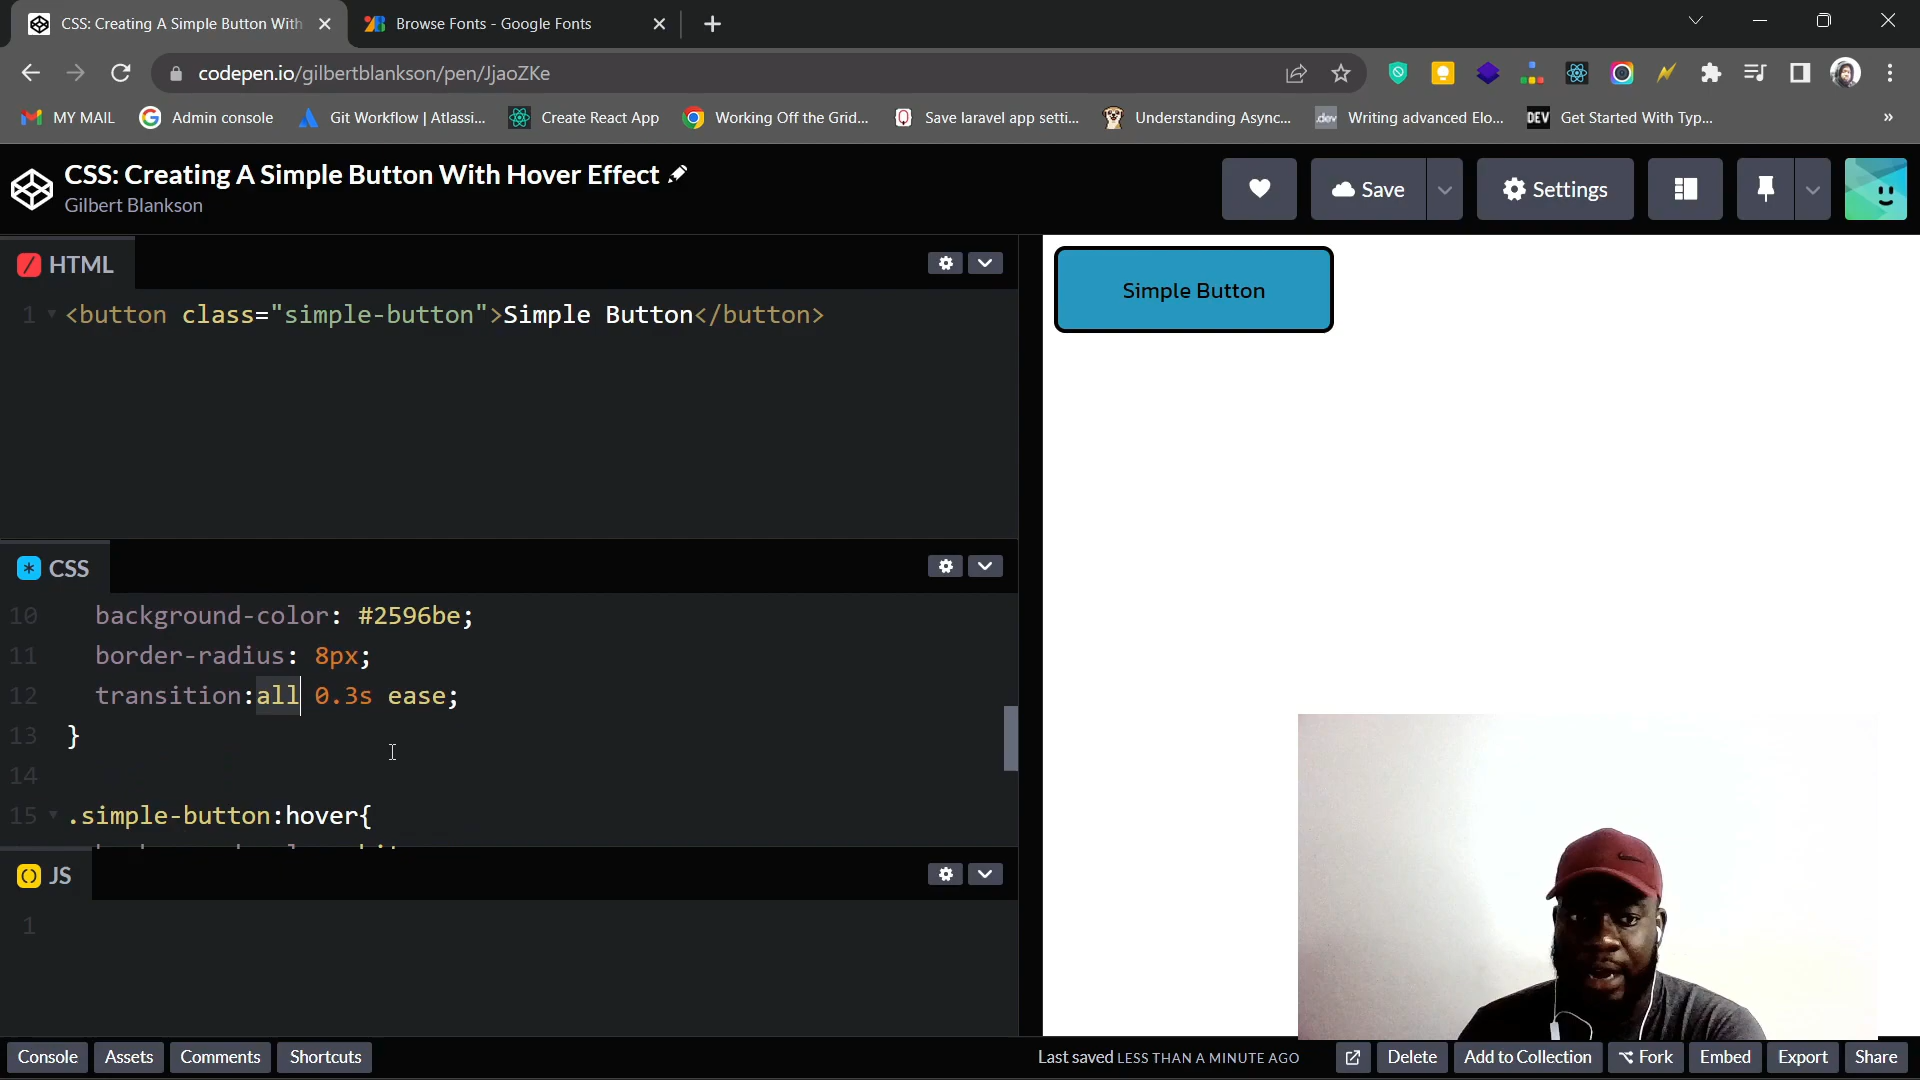 CSS: Creating A Simple Button With
Browse Fonts - Google Fonts
codepen.io/gilbertblankson/pen/JjaoZKe
MY MAIL
Admin console
Git Workflow | Atlassi...
Create React App
Working Off the Grid...
Save laravel app setti...
Understanding Async...
.dev
Writing advanced Elo...
DEV
Get Started With Typ...
»
CSS: Creating A Simple Button With Hover Effect
Gilbert Blankson
Save
Settings
HTML
1 <button class="simple-button">Simple Button</button>
Simple Button
CSS
10 background-color: #2596be;
11 border-radius: 8px;
12 transition:all 0.3s ease;
13 }
14
15 .simple-button:hover{
JS
1
Console
Assets
Comments
Shortcuts
Last saved LESS THAN A MINUTE AGO
Delete
Add to Collection
Fork
Embed
Export
Share